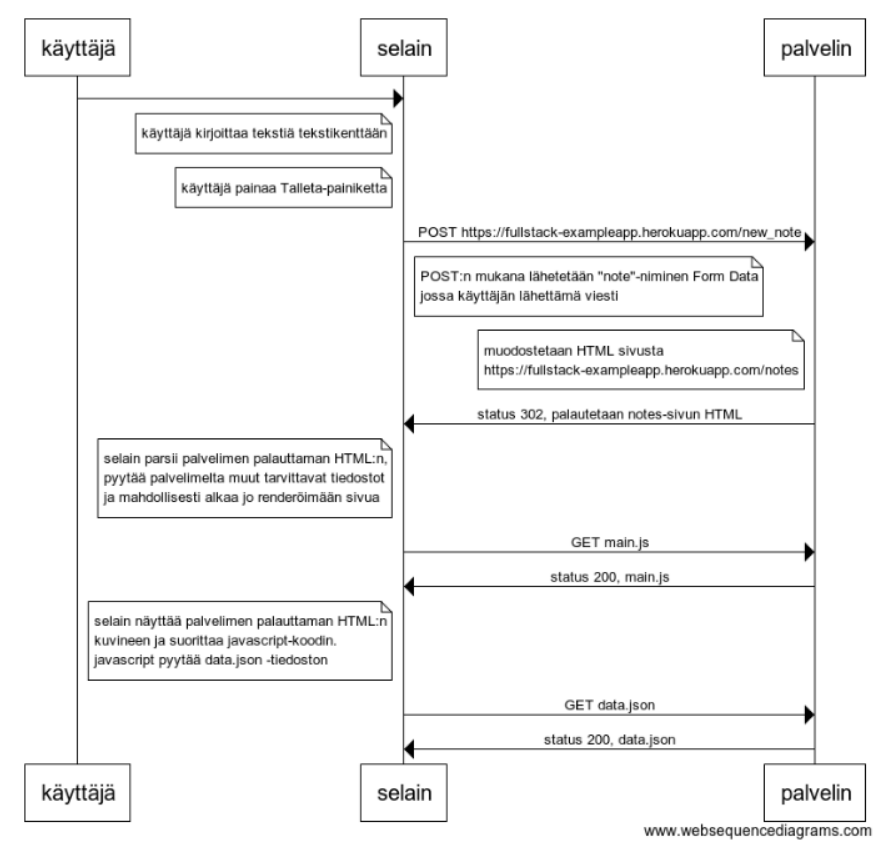 käyttäjä
selain
palvelin
käyttäjä kirjoittaa tekstiä tekstikenttään
käyttäjä painaa Talleta-painiketta
POST https://fullstack-exampleapp.herokuapp.com/new_note
POST:n mukana lähetetään "note"-niminen Form Data
jossa käyttäjän lähettämä viesti
muodostetaan HTML sivusta
https://fullstack-exampleapp.herokuapp.com/notes
status 302, palautetaan notes-sivun HTML
selain parsii palvelimen palauttaman HTML:n,
pyytää palvelimelta muut tarvittavat tiedostot
ja mahdollisesti alkaa jo renderöimään sivua
GET main.js
status 200, main.js
selain näyttää palvelimen palauttaman HTML:n
kuvineen ja suorittaa javascript-koodin.
javascript pyytää data.json -tiedoston
GET data.json
status 200, data.json
käyttäjä
selain
palvelin
www.websequencediagrams.com